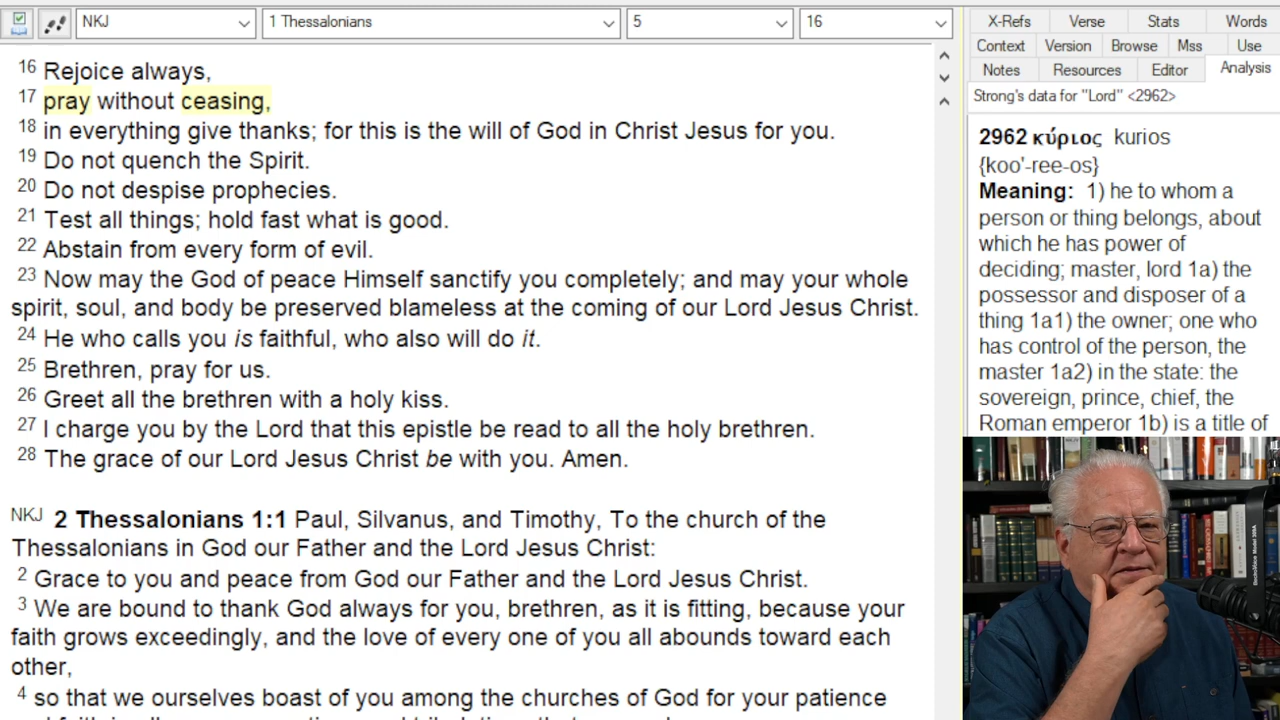 NKJ 1 Thessalonians 5 16
16 Rejoice always,
17 pray without ceasing,
18 in everything give thanks; for this is the will of God in Christ Jesus for you.
19 Do not quench the Spirit.
20 Do not despise prophecies.
21 Test all things; hold fast what is good.
22 Abstain from every form of evil.
23 Now may the God of peace Himself sanctify you completely; and may your whole
spirit, soul, and body be preserved blameless at the coming of our Lord Jesus Christ.
24 He who calls you is faithful, who also will do it.
25 Brethren, pray for us.
26 Greet all the brethren with a holy kiss.
27 I charge you by the Lord that this epistle be read to all the holy brethren.
28 The grace of our Lord Jesus Christ be with you. Amen.
NKJ 2 Thessalonians 1:1 Paul, Silvanus, and Timothy, To the church of the
Thessalonians in God our Father and the Lord Jesus Christ:
2 Grace to you and peace from God our Father and the Lord Jesus Christ.
3 We are bound to thank God always for you, brethren, as it is fitting, because your
faith grows exceedingly, and the love of every one of you all abounds toward each
other,
4 so that we ourselves boast of you among the churches of God for your patience
X-Refs Verse Stats Words
Context Version Browse Mss Use
Notes Resources Editor Analysis
Strong's data for "Lord" <2962>
2962 κύριος kurios
{koo'-ree-os}
Meaning: 1) he to whom a
person or thing belongs, about
which he has power of
deciding; master, lord 1a) the
possessor and disposer of a
thing 1a1) the owner; one who
has control of the person, the
master 1a2) in the state: the
sovereign, prince, chief, the
Roman emperor 1b) is a title of